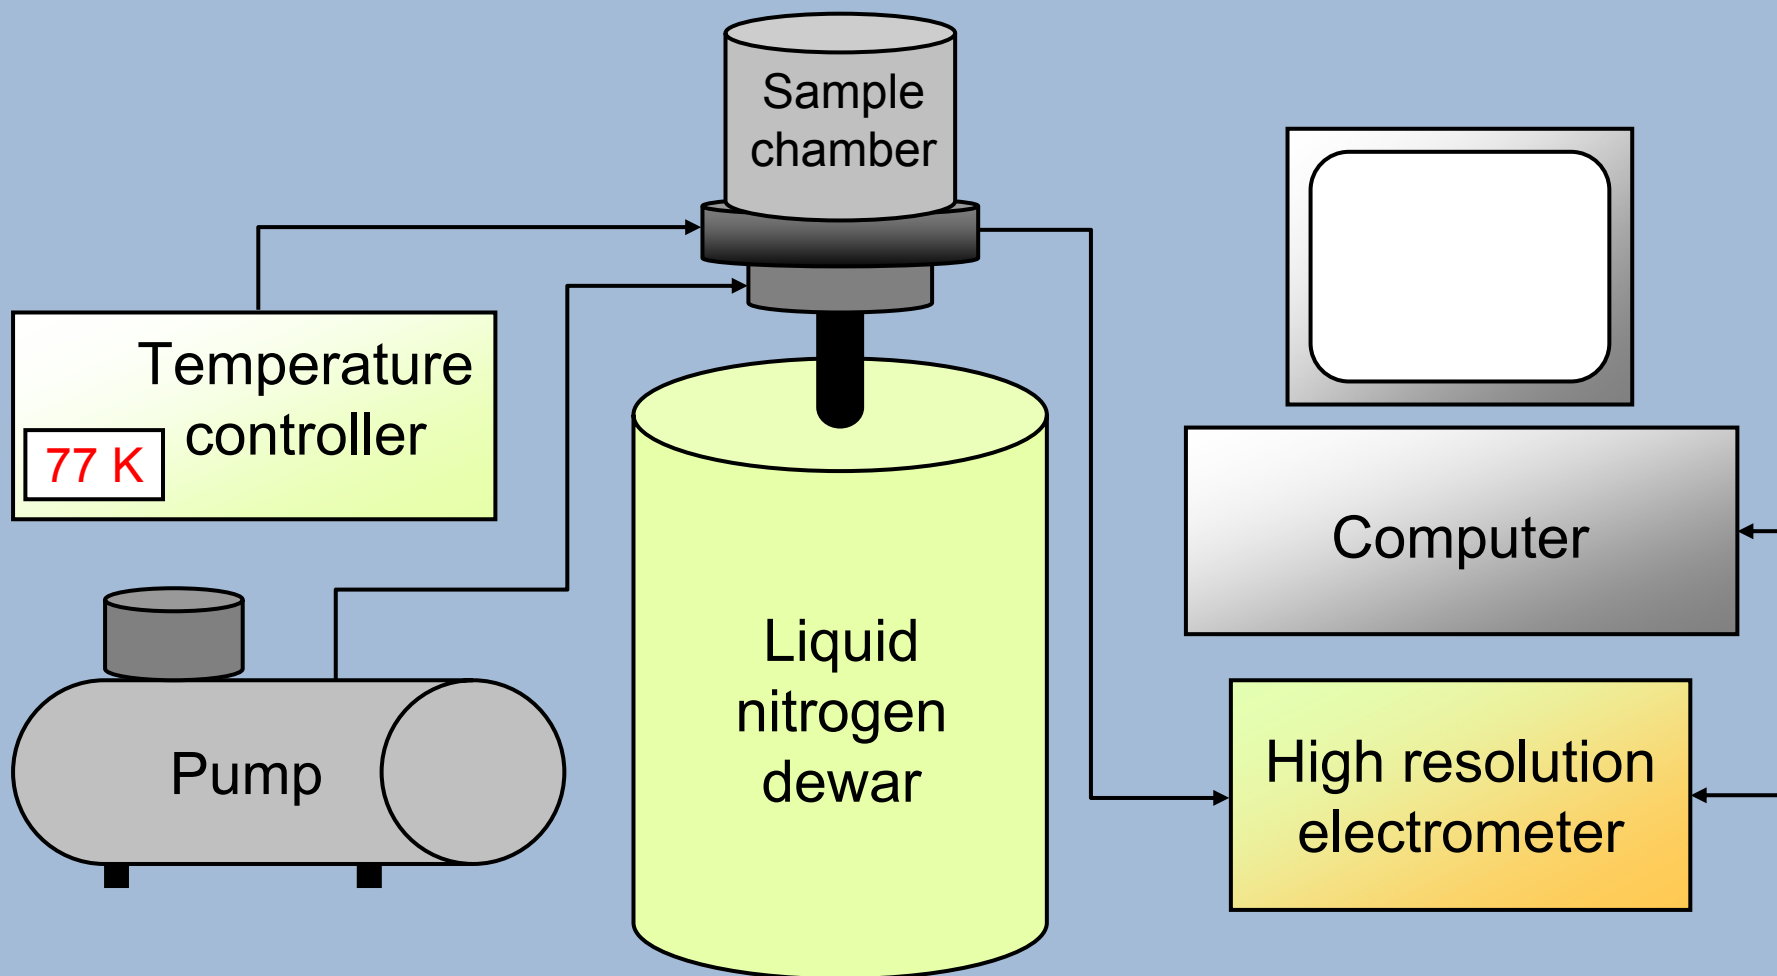 Sample
chamber
Temperature
controller
77 K
Computer
Liquid
nitrogen
dewar
Pump
High resolution
electrometer